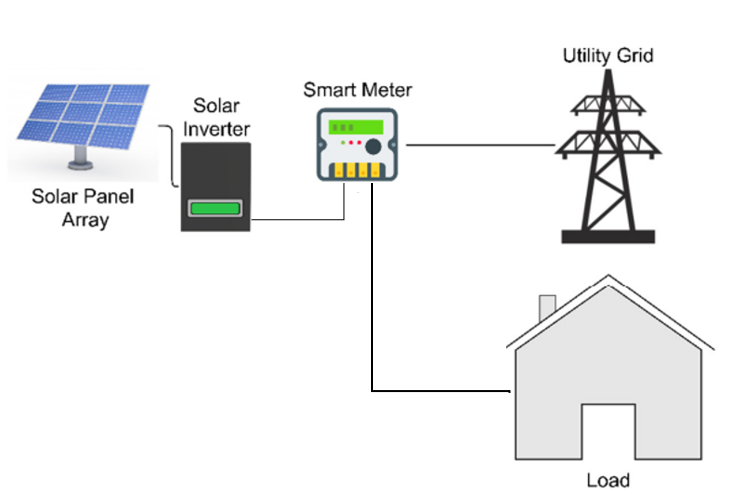 Utility Grid
Smart Meter
Solar
Inverter
Solar Panel
Array
Load